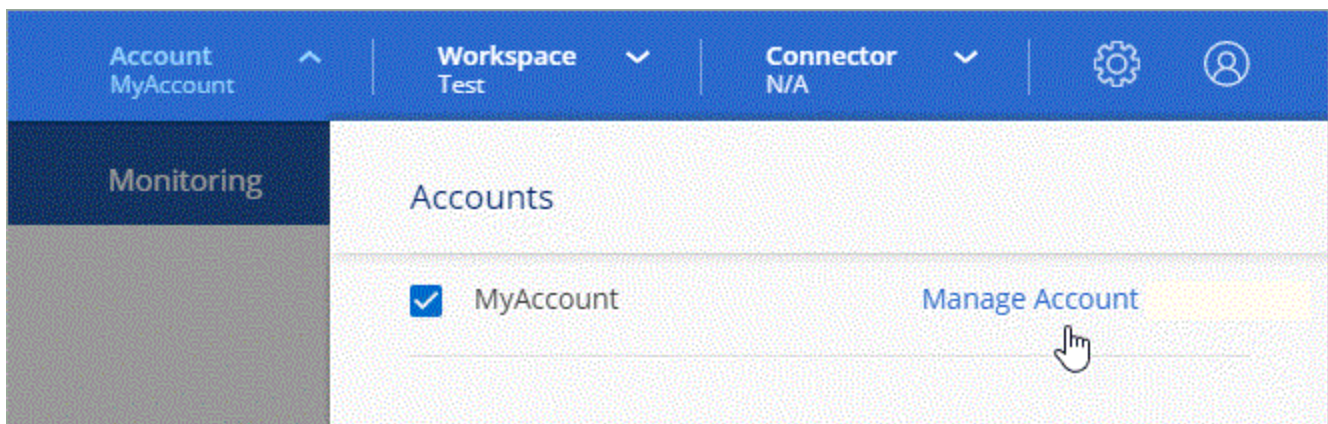 Account
MyAccount
Workspace
Test
Connector
N/A
Monitoring
Accounts
MyAccount
Manage Account